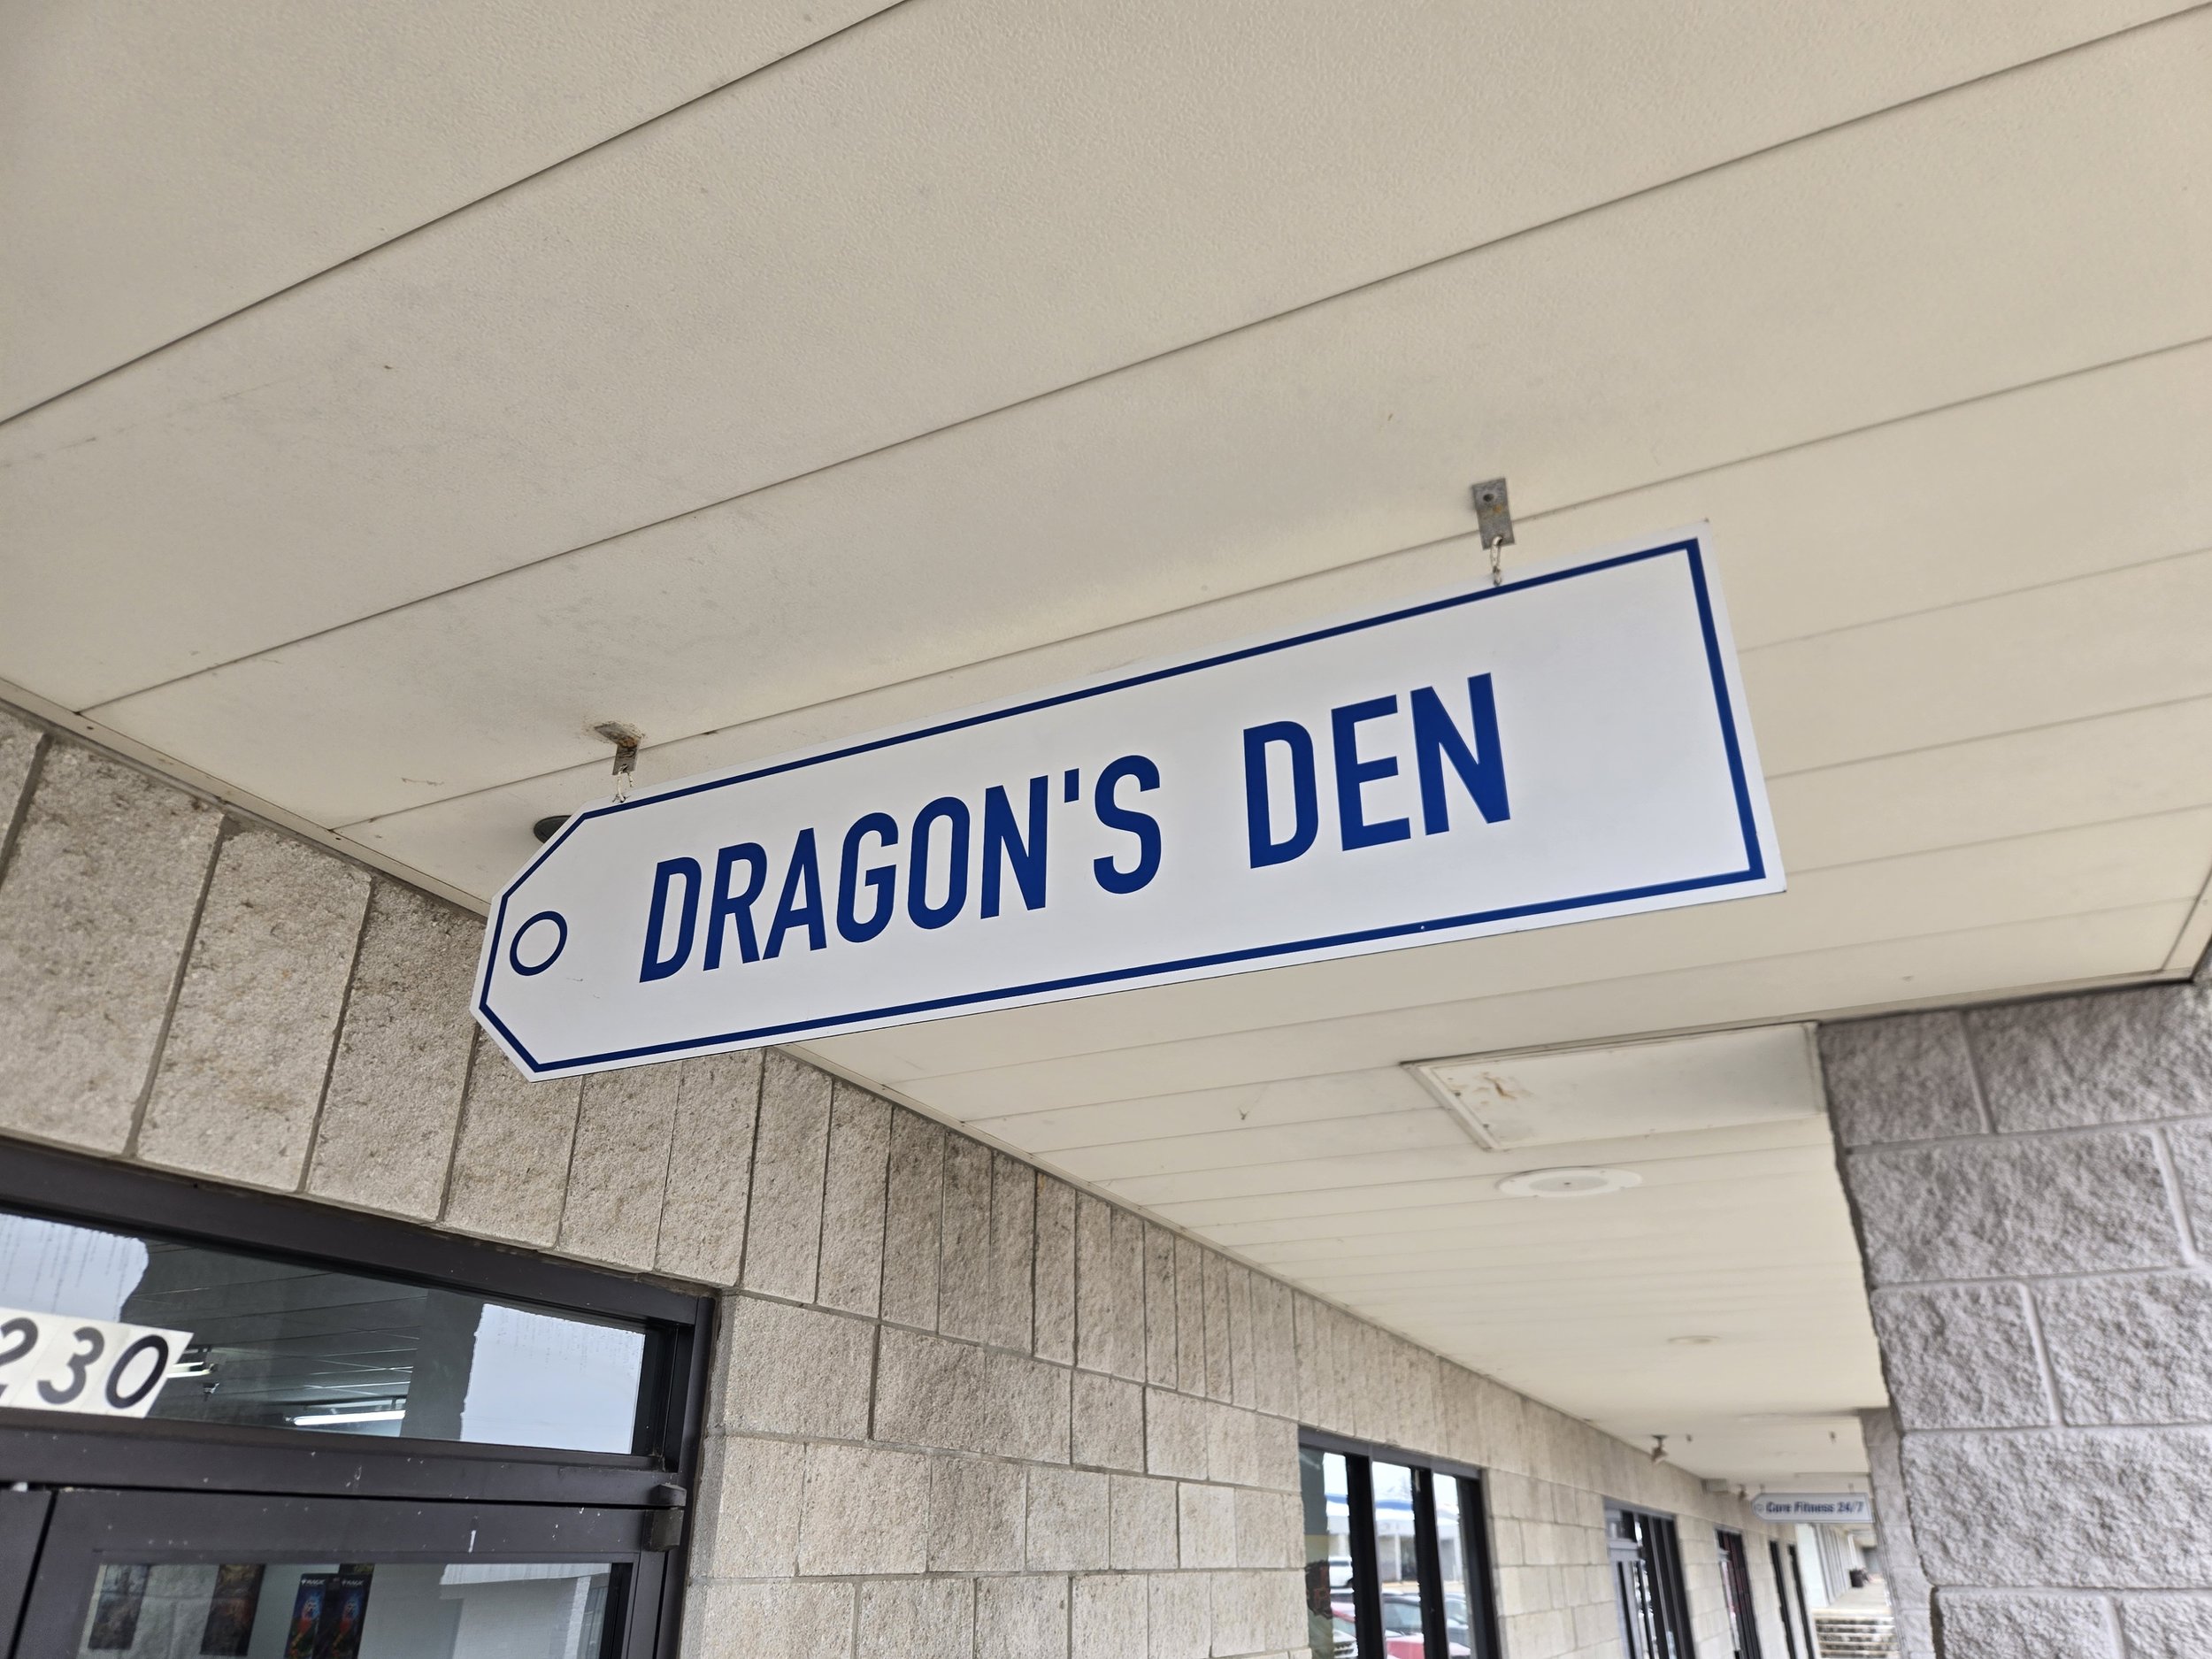 DRAGON'S DEN
230
Core Fitness 24/7